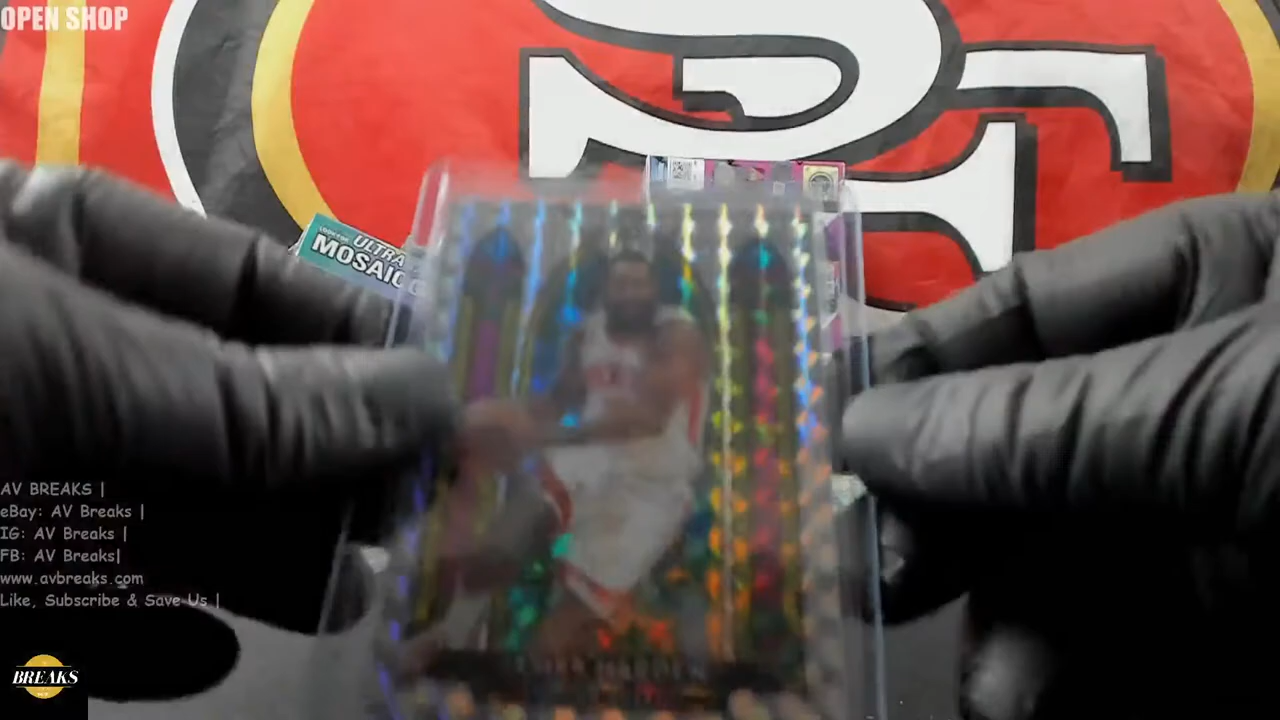 OPEN SHOP
ULTRA
MOSAIC
AV BREAKS |
eBay: AV Breaks |
IG: AV Breaks |
FB: AV Breaks|
www.avbreaks.com
Like, Subscribe & Save Us |
BREAKS